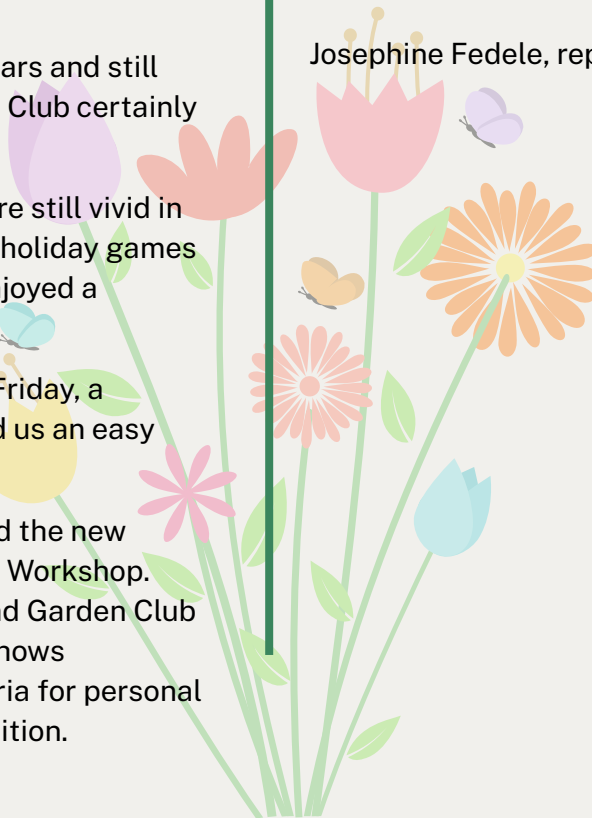 ars and still
Club certainly
re still vivid in
holiday games
joyed a
Friday, a
d us an easy
d the new
Workshop.
nd Garden Club
hows
ria for personal
ition.
Josephine Fedele, rep